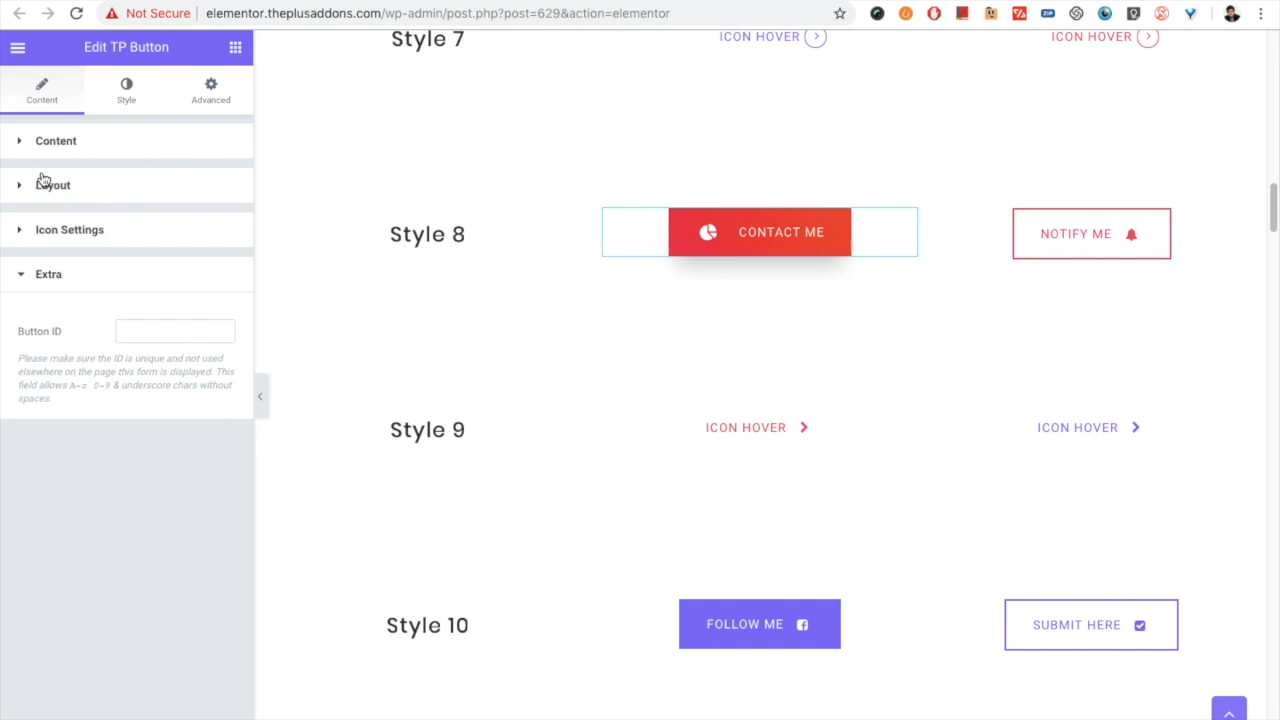 Not Secure
elementor.theplusaddons.com/wp-admin/post.php?post=629&action=elementor
ZIP
Edit TP Button
Content
Style
Advanced
Content
Layout
Icon Settings
Extra
Button ID
Please make sure the ID is unique and not used
elsewhere on the page this form is displayed. This
field allows A-z 0-9 & underscore chars without
spaces.
Style 7
ICON HOVER
ICON HOVER
Style 8
CONTACT ME
NOTIFY ME
Style 9
ICON HOVER
ICON HOVER
Style 10
FOLLOW ME
SUBMIT HERE